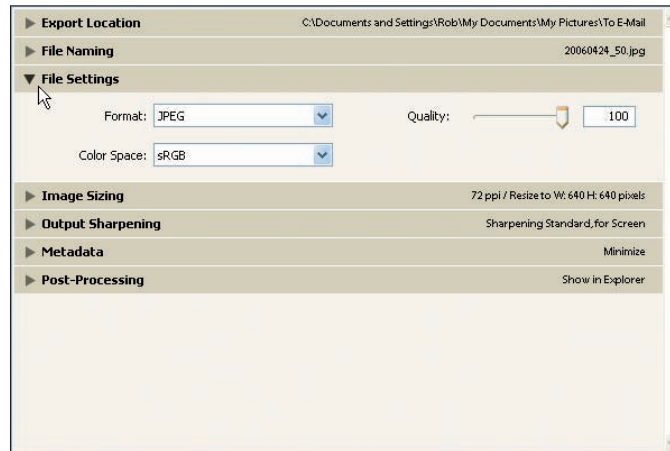 Export Location C:\Documents and Settings\Rob\My Documents\My Pictures\To E-Mail
File Naming 20060424_50.jpg
File Settings
Format: JPEG Quality: 100
Color Space: sRGB
Image Sizing 72 ppi / Resize to W: 640 H: 640 pixels
Output Sharpening Sharpening Standard, for Screen
Metadata Minimize
Post-Processing Show in Explorer